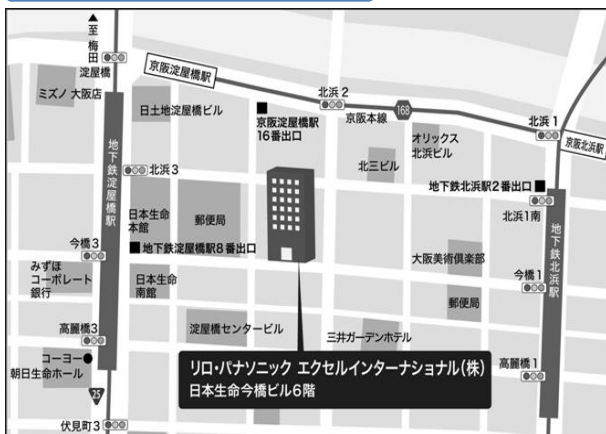 至
梅
田
淀屋橋
京阪淀屋橋駅
北浜2
168
京阪本線
北浜1
京阪北浜駅
ミズノ 大阪店
日土地淀屋橋ビル
京阪淀屋橋駅
16番出口
オリックス
北浜ビル
北三ビル
地下鉄淀屋橋駅
北浜3
地下鉄北浜駅2番出口
北浜1南
日本生命
本館
郵便局
地下鉄淀屋橋駅8番出口
今橋3
みずほ
コーポレート
銀行
日本生命
南館
大阪美術倶楽部
今橋1
地下鉄北浜駅
郵便局
高麗橋3
淀屋橋センタービル
三井ガーデンホテル
コーヨー
朝日生命ホール
リロ・パナソニック エクセルインターナショナル(株)
日本生命今橋ビル6階
高麗橋1
25
伏見町3